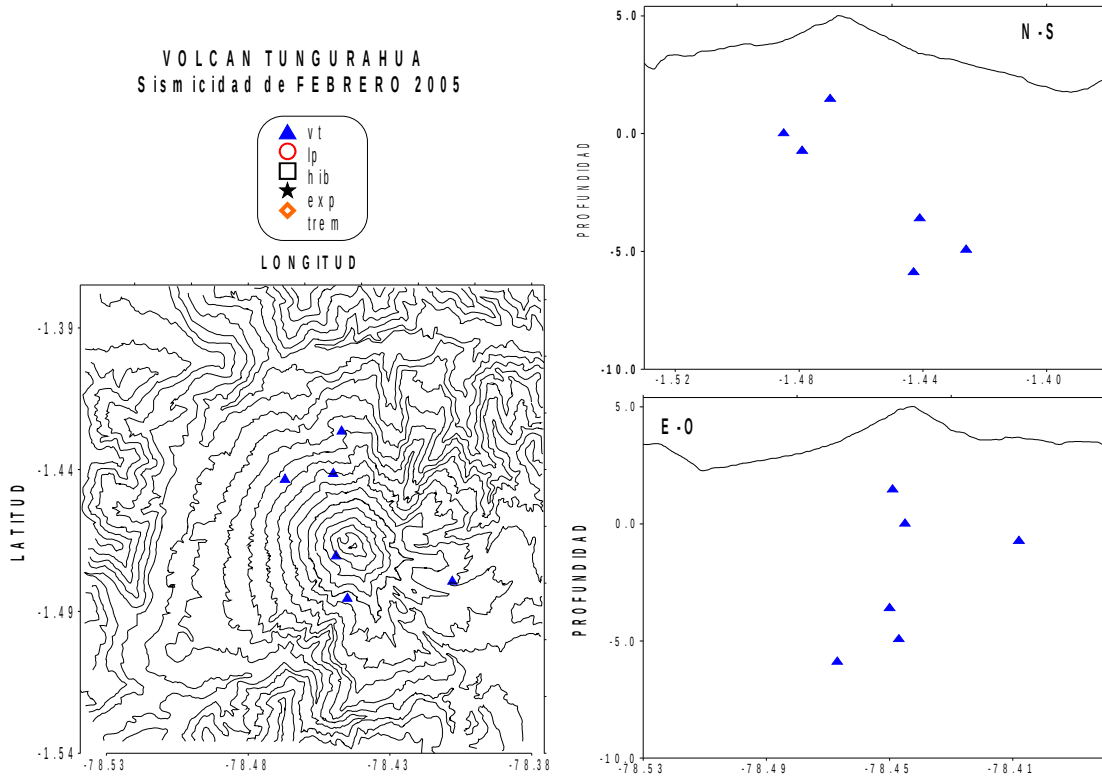 VOLCAN TUNGURAHUA
Sismicidad de FEBRERO 2005
vt
lp
hib
exp
trem
LONGITUD
LATITUD
-1.39
-1.44
-1.49
-1.54
-78.53
-78.48
-78.43
-78.38
N-S
PROFUNDIDAD
5.0
0.0
-5.0
-10.0
-1.52
-1.48
-1.44
-1.40
E-O
PROFUNDIDAD
5.0
0.0
-5.0
-10.0
-78.53
-78.49
-78.45
-78.41